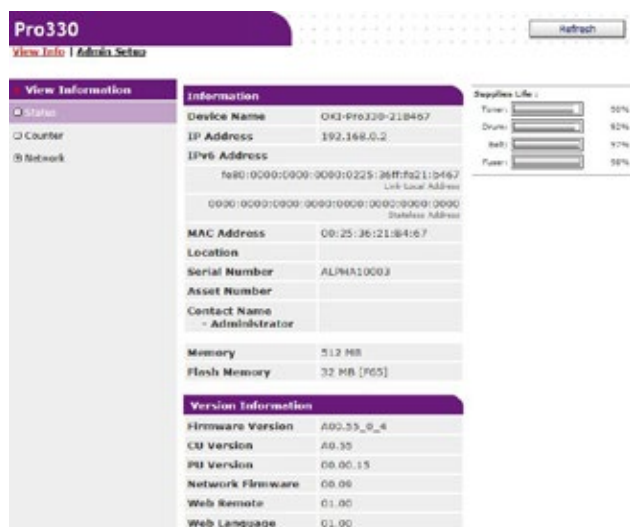 Pro330
Refresh
View Info | Admin Setup
View Information
Status
Counter
Network
Information
Device Name OKI-Pro330-218467
IP Address 192.168.0.2
IPv6 Address
fe80:0000:0000:0000:0225:36ff:fe21:b467
Link Local Address
0000:0000:0000:0000:0000:0000:0000:0000
Stateless Address
MAC Address 00:25:36:21:B4:67
Location
Serial Number ALPHA10003
Asset Number
Contact Name
- Administrator
Memory 512 MB
Flash Memory 32 MB [F65]
Version Information
Firmware Version A00.55_0_4
CU Version A0.55
PU Version 00.00.15
Network Firmware 00.09
Web Remote 01.00
Web Language 01.00
Supplies Life :
Toner:
Drum: 92%
Belt: 97%
Fuser: 98%